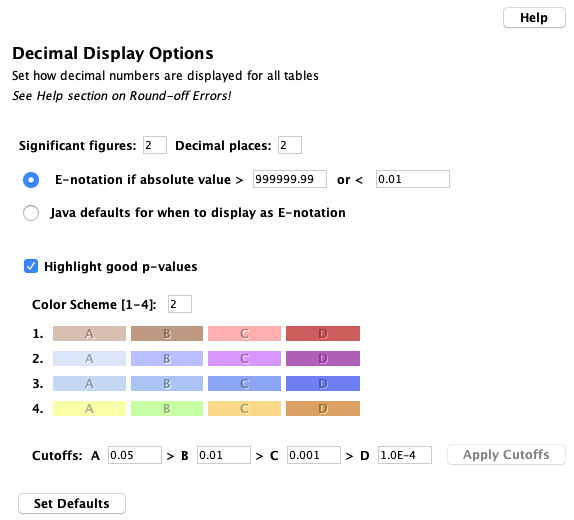 Help
Decimal Display Options
Set how decimal numbers are displayed for all tables
See Help section on Round-off Errors!
Significant figures: 2 Decimal places: 2
E-notation if absolute value > 999999.99 or < 0.01
Java defaults for when to display as E-notation
Highlight good p-values
Color Scheme [1-4]: 2
1. A B C D
2. A B C D
3. A B C D
4. A B C D
Cutoffs: A 0.05 > B 0.01 > C 0.001 > D 1.0E-4 Apply Cutoffs
Set Defaults